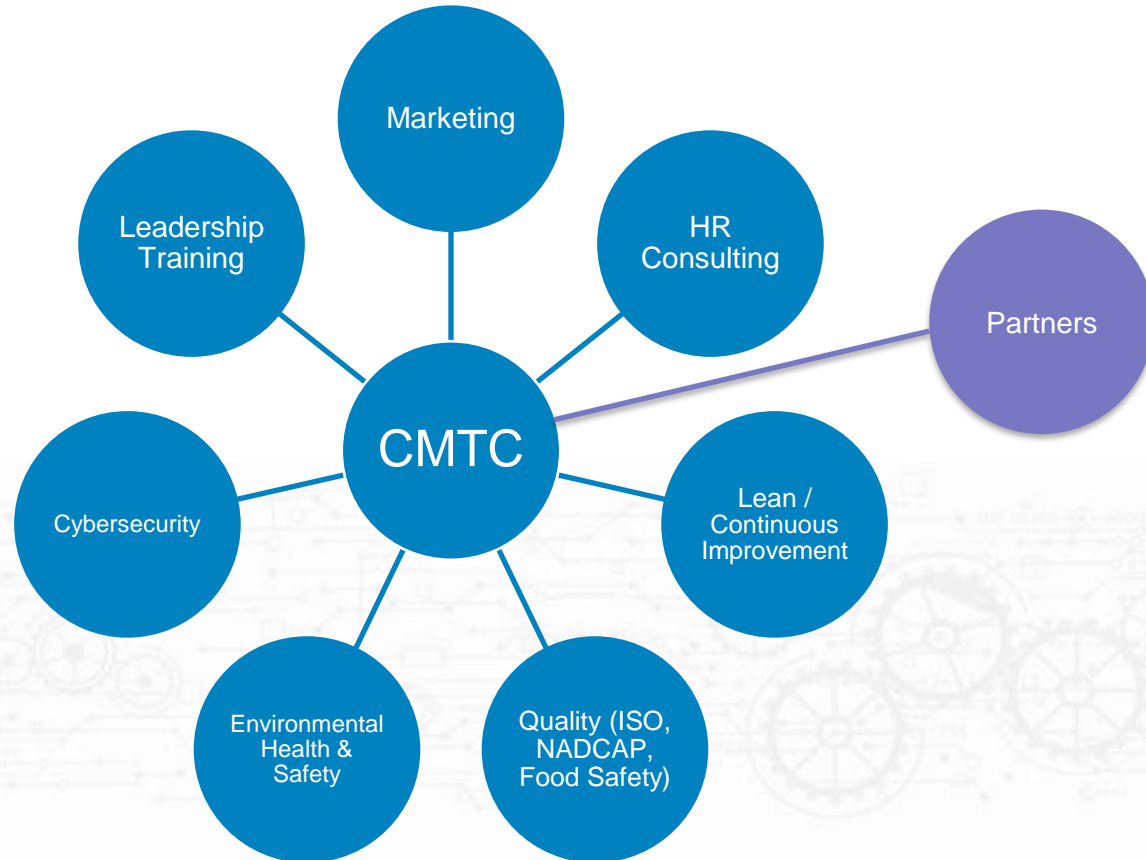 Marketing
Leadership
Training
HR
Consulting
Partners
CMTC
Cybersecurity
Lean /
Continuous
Improvement
Environmental
Health &
Safety
Quality (ISO,
NADCAP,
Food Safety)